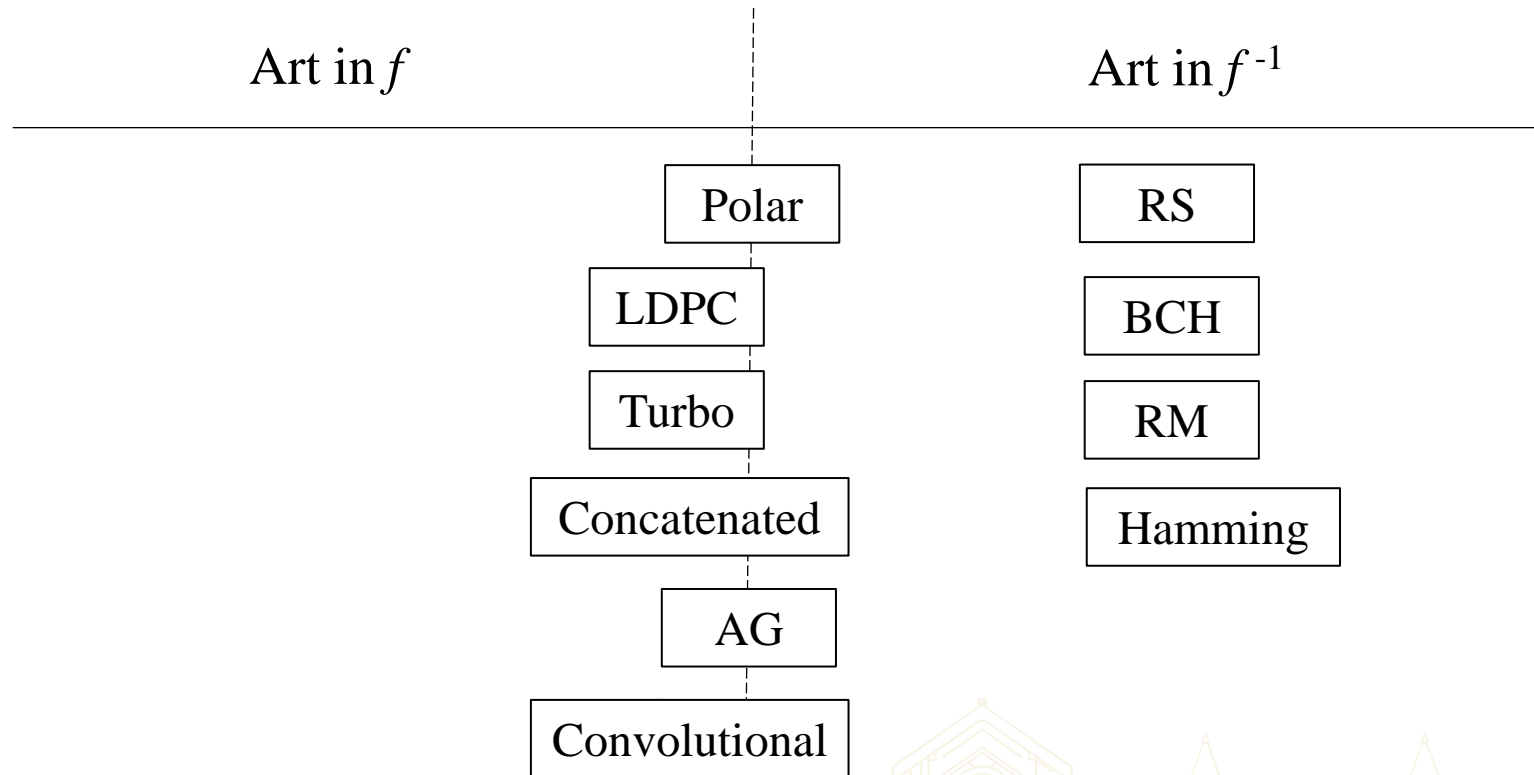 Art in f
Art in f⁻¹
Polar
RS
LDPC
BCH
Turbo
RM
Concatenated
Hamming
AG
Convolutional